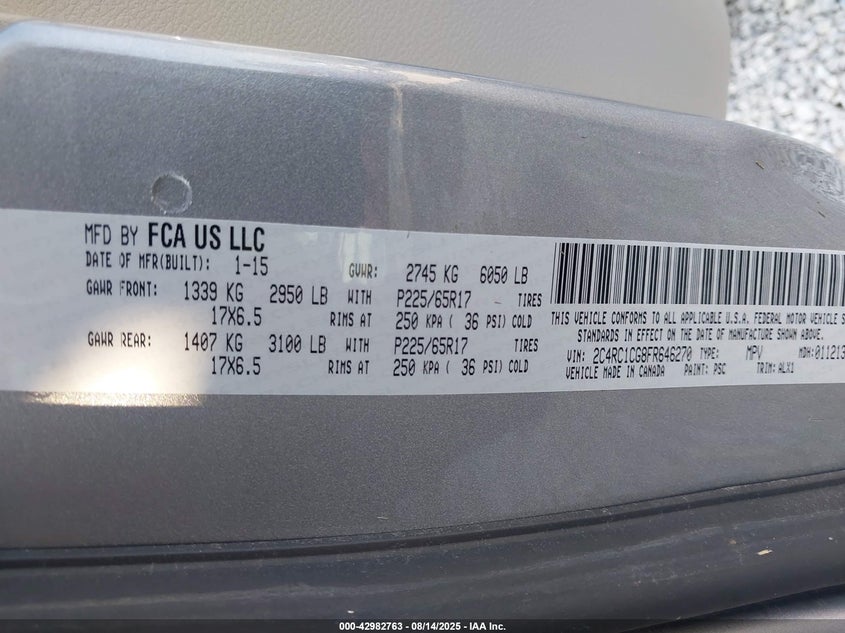 MFD BY FCA US LLC
DATE OF MFR(BUILT): 1-15 GVWR: 2745 KG 6050 LB
GAWR FRONT: 1339 KG 2950 LB WITH P225/65R17 TIRES
17X6.5 RIMS AT 250 KPA ( 36 PSI) COLD
GAWR REAR: 1407 KG 3100 LB WITH P225/65R17 TIRES
17X6.5 RIMS AT 250 KPA ( 36 PSI) COLD
THIS VEHICLE CONFORMS TO ALL APPLICABLE U.S.A. FEDERAL MOTOR VEHICLE S
STANDARDS IN EFFECT ON THE DATE OF MANUFACTURE SHOWN ABOVE.
VIN: 2C4RC1CG8FR646270 TYPE: MPV MDH:011213
VEHICLE MADE IN CANADA PAINT: PSC TRIM: ALX1
000-42982763 - 08/14/2025 - IAA Inc.